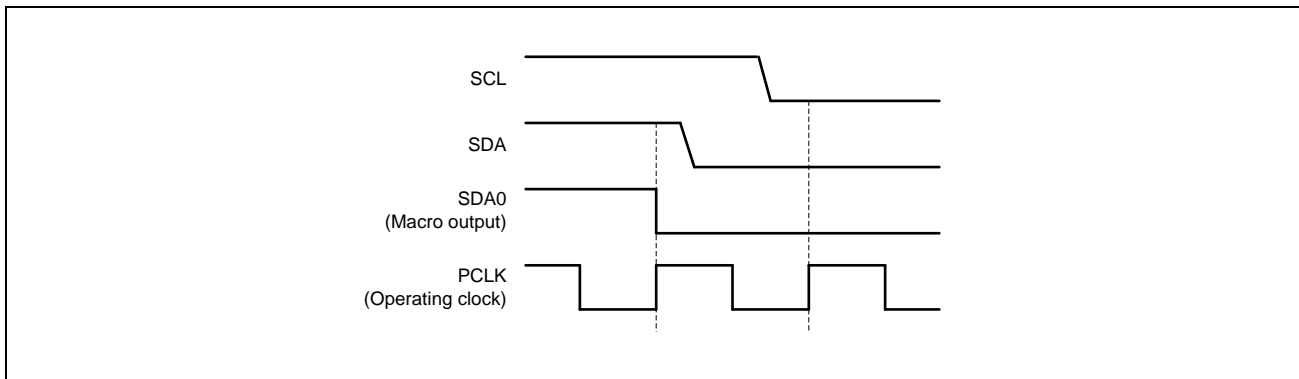 SCL
SDA
SDA0
(Macro output)
PCLK
(Operating clock)